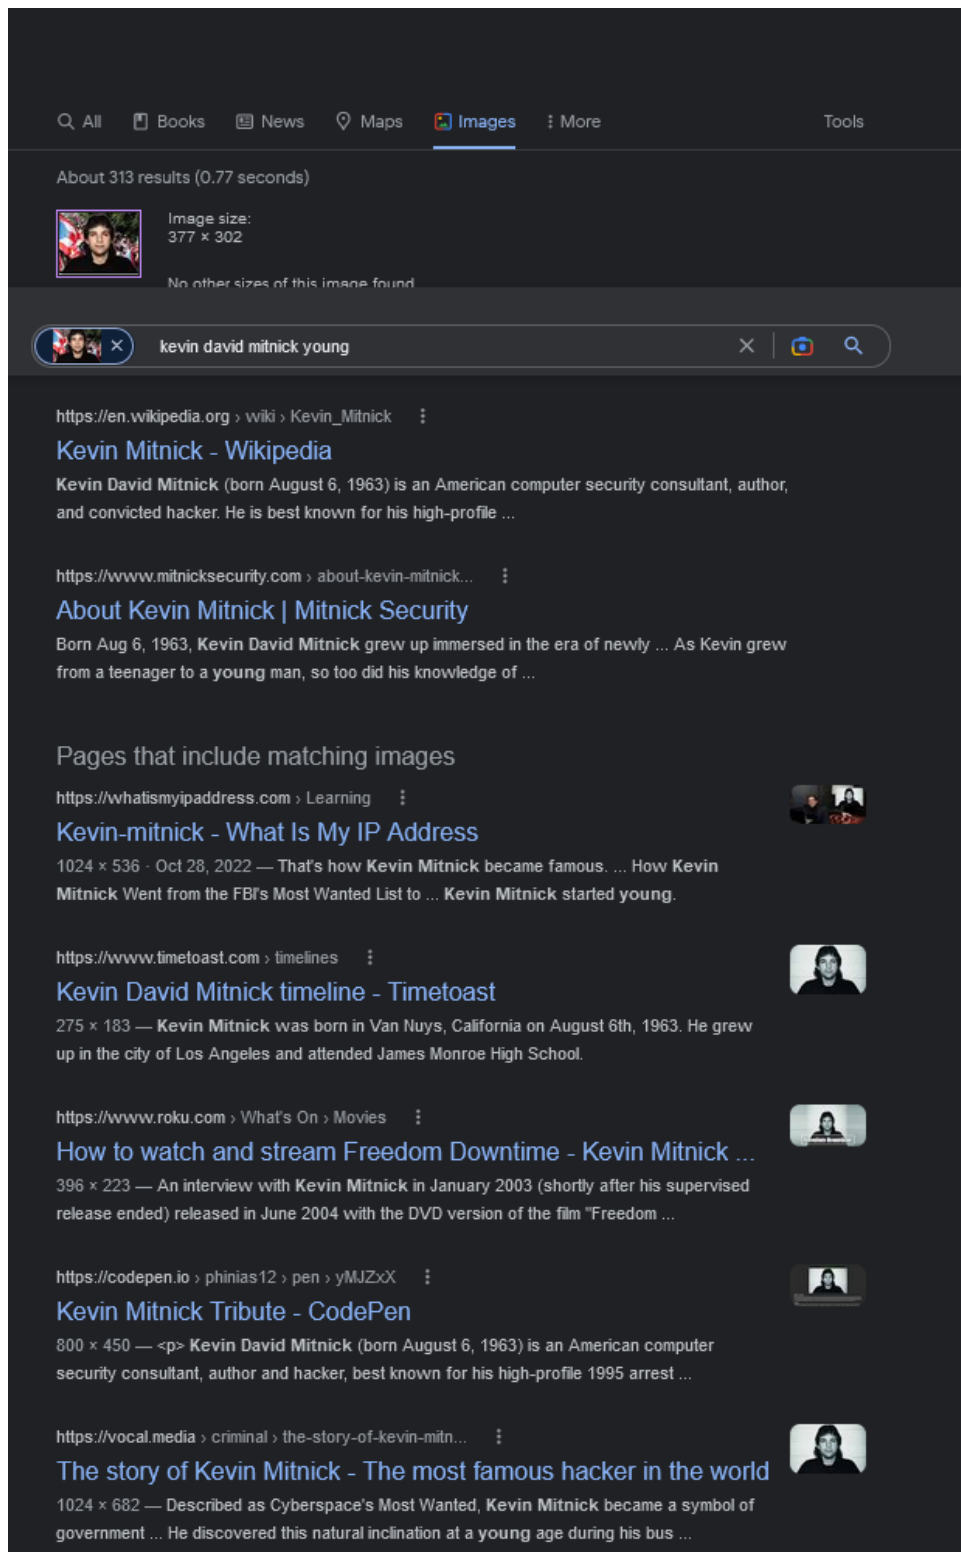 All Books News Maps Images More Tools
About 313 results (0.77 seconds)
Image size:
377 × 302
No other sizes of this image found
kevin david mitnick young
https://en.wikipedia.org › wiki › Kevin_Mitnick
Kevin Mitnick - Wikipedia
Kevin David Mitnick (born August 6, 1963) is an American computer security consultant, author,
and convicted hacker. He is best known for his high-profile ...
https://www.mitnicksecurity.com › about-kevin-mitnick...
About Kevin Mitnick | Mitnick Security
Born Aug 6, 1963, Kevin David Mitnick grew up immersed in the era of newly ... As Kevin grew
from a teenager to a young man, so too did his knowledge of ...
Pages that include matching images
https://whatismyipaddress.com › Learning
Kevin-mitnick - What Is My IP Address
1024 × 536 · Oct 28, 2022 — That's how Kevin Mitnick became famous. ... How Kevin
Mitnick Went from the FBI's Most Wanted List to ... Kevin Mitnick started young.
https://www.timetoast.com › timelines
Kevin David Mitnick timeline - Timetoast
275 × 183 — Kevin Mitnick was born in Van Nuys, California on August 6th, 1963. He grew
up in the city of Los Angeles and attended James Monroe High School.
https://www.roku.com › What's On › Movies
How to watch and stream Freedom Downtime - Kevin Mitnick ...
396 × 223 — An interview with Kevin Mitnick in January 2003 (shortly after his supervised
release ended) released in June 2004 with the DVD version of the film "Freedom ...
https://codepen.io › phinias12 › pen › yMJZxX
Kevin Mitnick Tribute - CodePen
800 × 450 — <p> Kevin David Mitnick (born August 6, 1963) is an American computer
security consultant, author and hacker, best known for his high-profile 1995 arrest ...
https://vocal.media › criminal › the-story-of-kevin-mitn...
The story of Kevin Mitnick - The most famous hacker in the world
1024 × 682 — Described as Cyberspace's Most Wanted, Kevin Mitnick became a symbol of
government ... He discovered this natural inclination at a young age during his bus ...